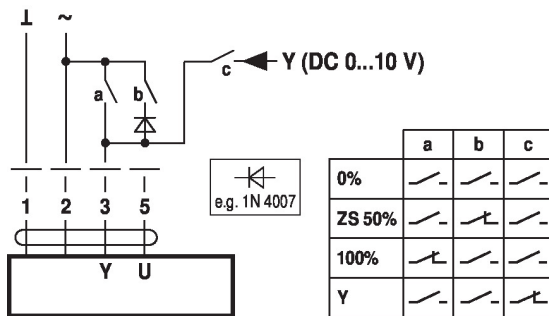 ⊥ ~
a b c Y (DC 0...10 V)
1 2 3 5
Y U
e.g. 1N 4007
a b c
0%
ZS 50%
100%
Y